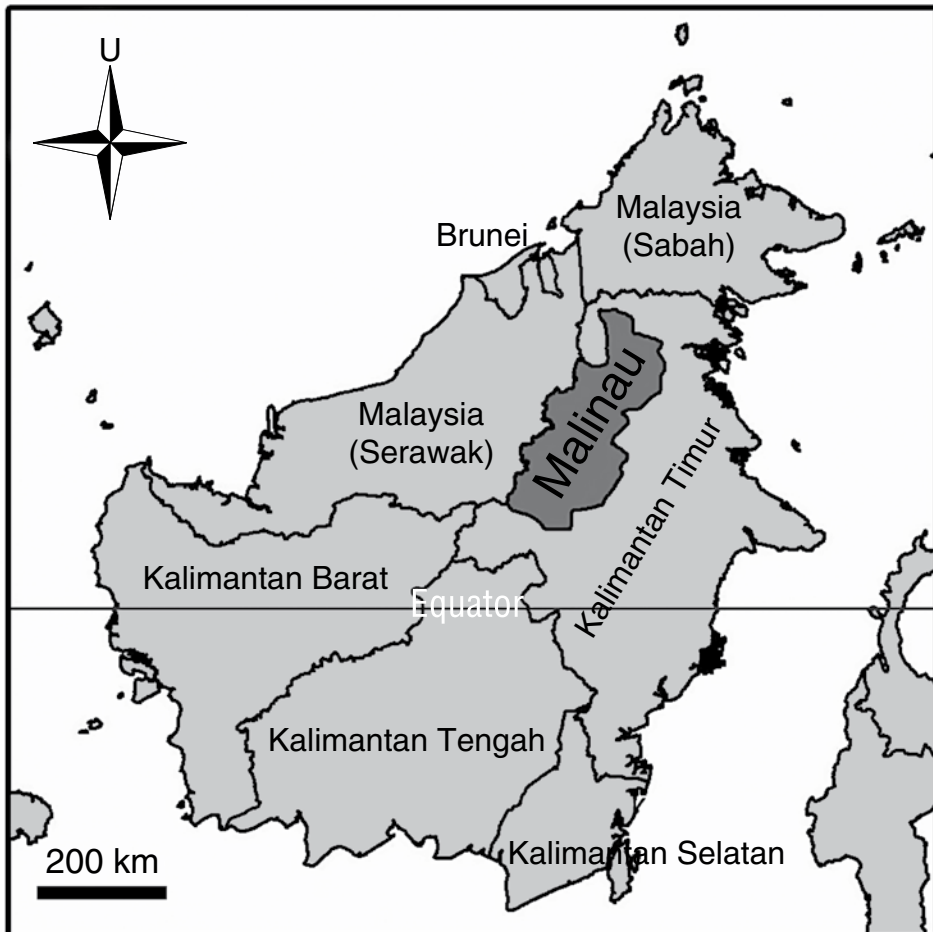 U
Malaysia
(Sabah)
Brunei
Malinau
Malaysia
(Serawak)
Kalimantan Timur
Kalimantan Barat
Equator
Kalimantan Tengah
Kalimantan Selatan
200 km